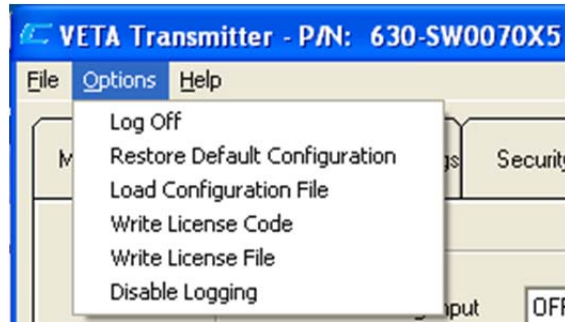 VETA Transmitter - P/N: 630-SW0070X5
File Options Help
Log Off
Restore Default Configuration
Load Configuration File
Write License Code
Write License File
Disable Logging